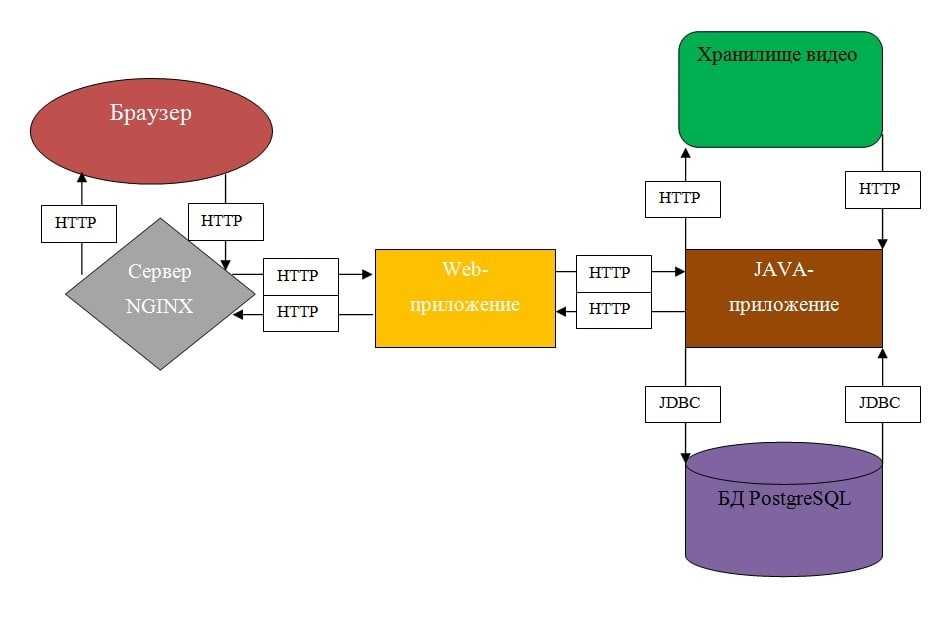 Хранилище видео
Браузер
HTTP
HTTP
HTTP
HTTP
Сервер
NGINX
HTTP
HTTP
Web-
приложение
HTTP
HTTP
JAVA-
приложение
JDBC
JDBC
БД PostgreSQL